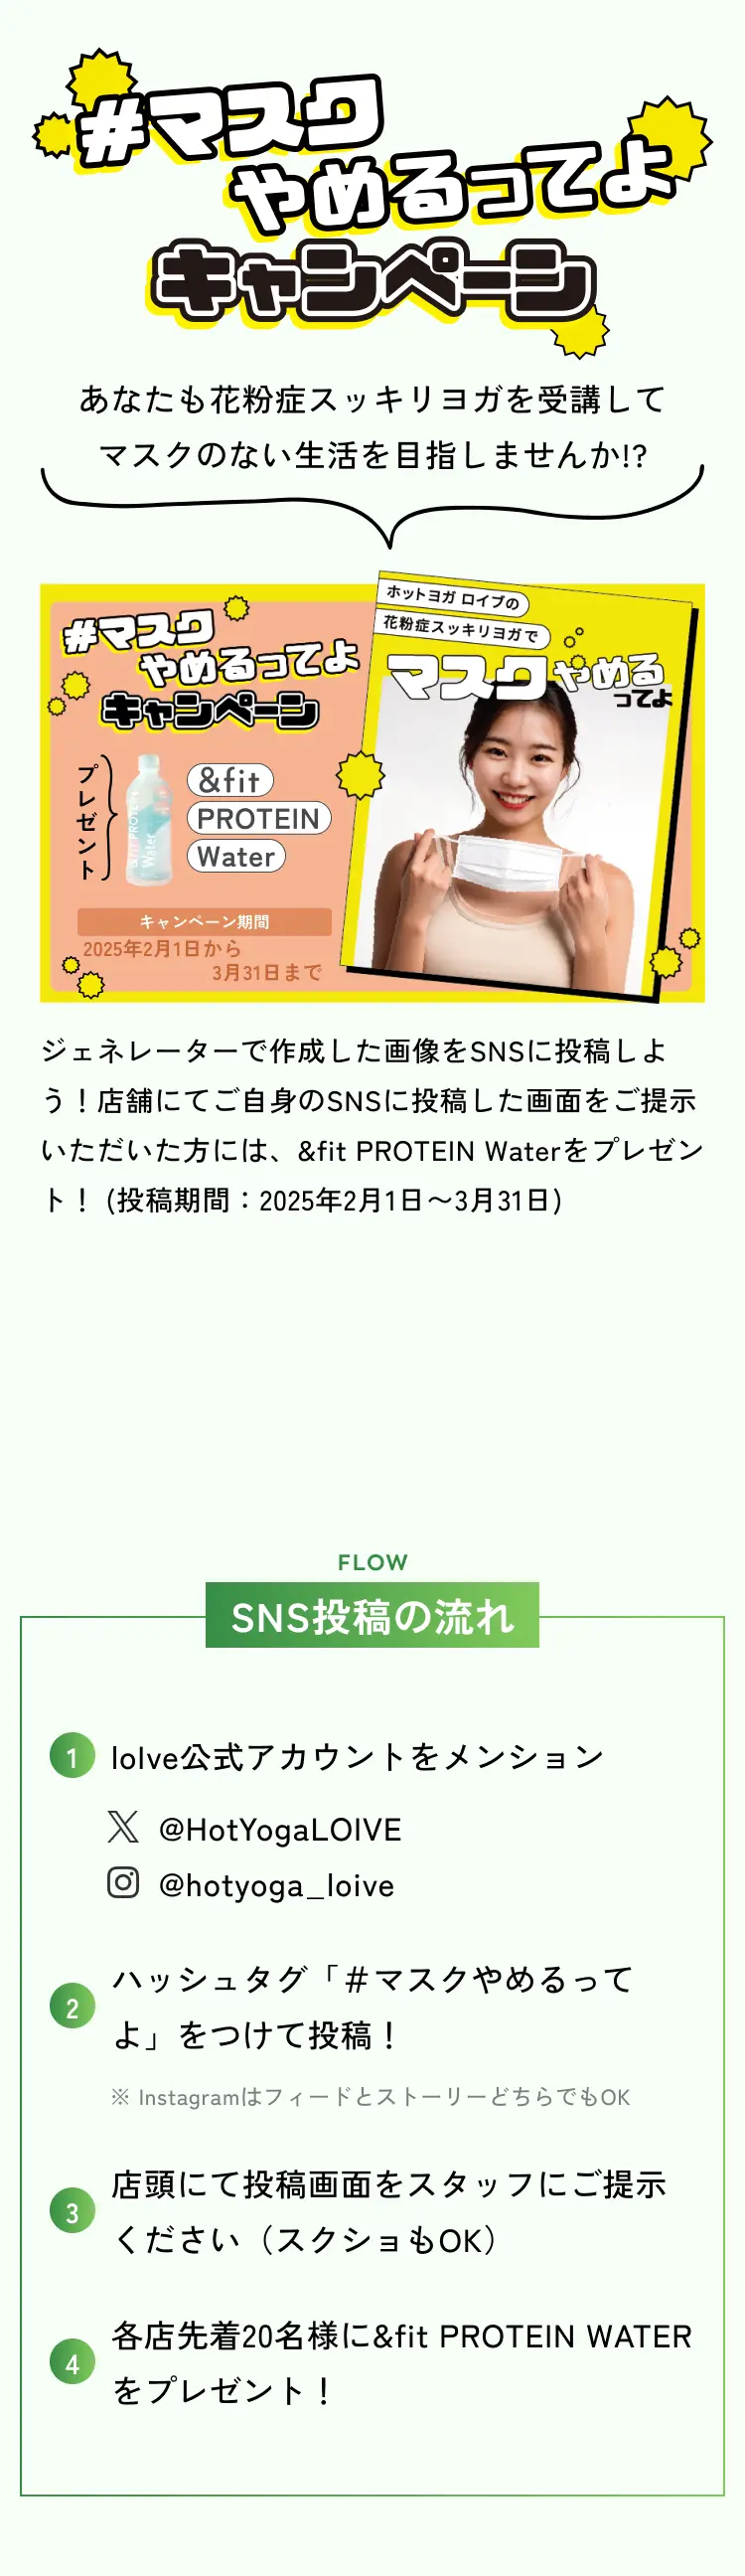 #マスク
やめるってよ
キャンペーン
あなたも花粉症スッキリヨガを受講して
マスクのない生活を目指しませんか!?
#マスク
やめるってよ
キャンペーン
プレゼント
&fit PROTEIN
Water
&fit
PROTEIN
Water
キャンペーン期間
2025年2月1日から
3月31日まで
ホットヨガ ロイブの
花粉症スッキリヨガで
マスクやめる
ってよ
ジェネレーターで作成した画像をSNSに投稿しよ
う！店舗にてご自身のSNSに投稿した画面をご提示
いただいた方には、&fit PROTEIN Waterをプレゼン
ト！ (投稿期間：2025年2月1日〜3月31日)
FLOW
SNS投稿の流れ
1 loIve公式アカウントをメンション
@HotYogaLOIVE
@hotyoga_loive
2 ハッシュタグ「＃マスクやめるって
よ」をつけて投稿！
※ InstagramはフィードとストーリーどちらでもOK
3 店頭にて投稿画面をスタッフにご提示
ください（スクショもOK）
4 各店先着20名様に&fit PROTEIN WATER
をプレゼント！